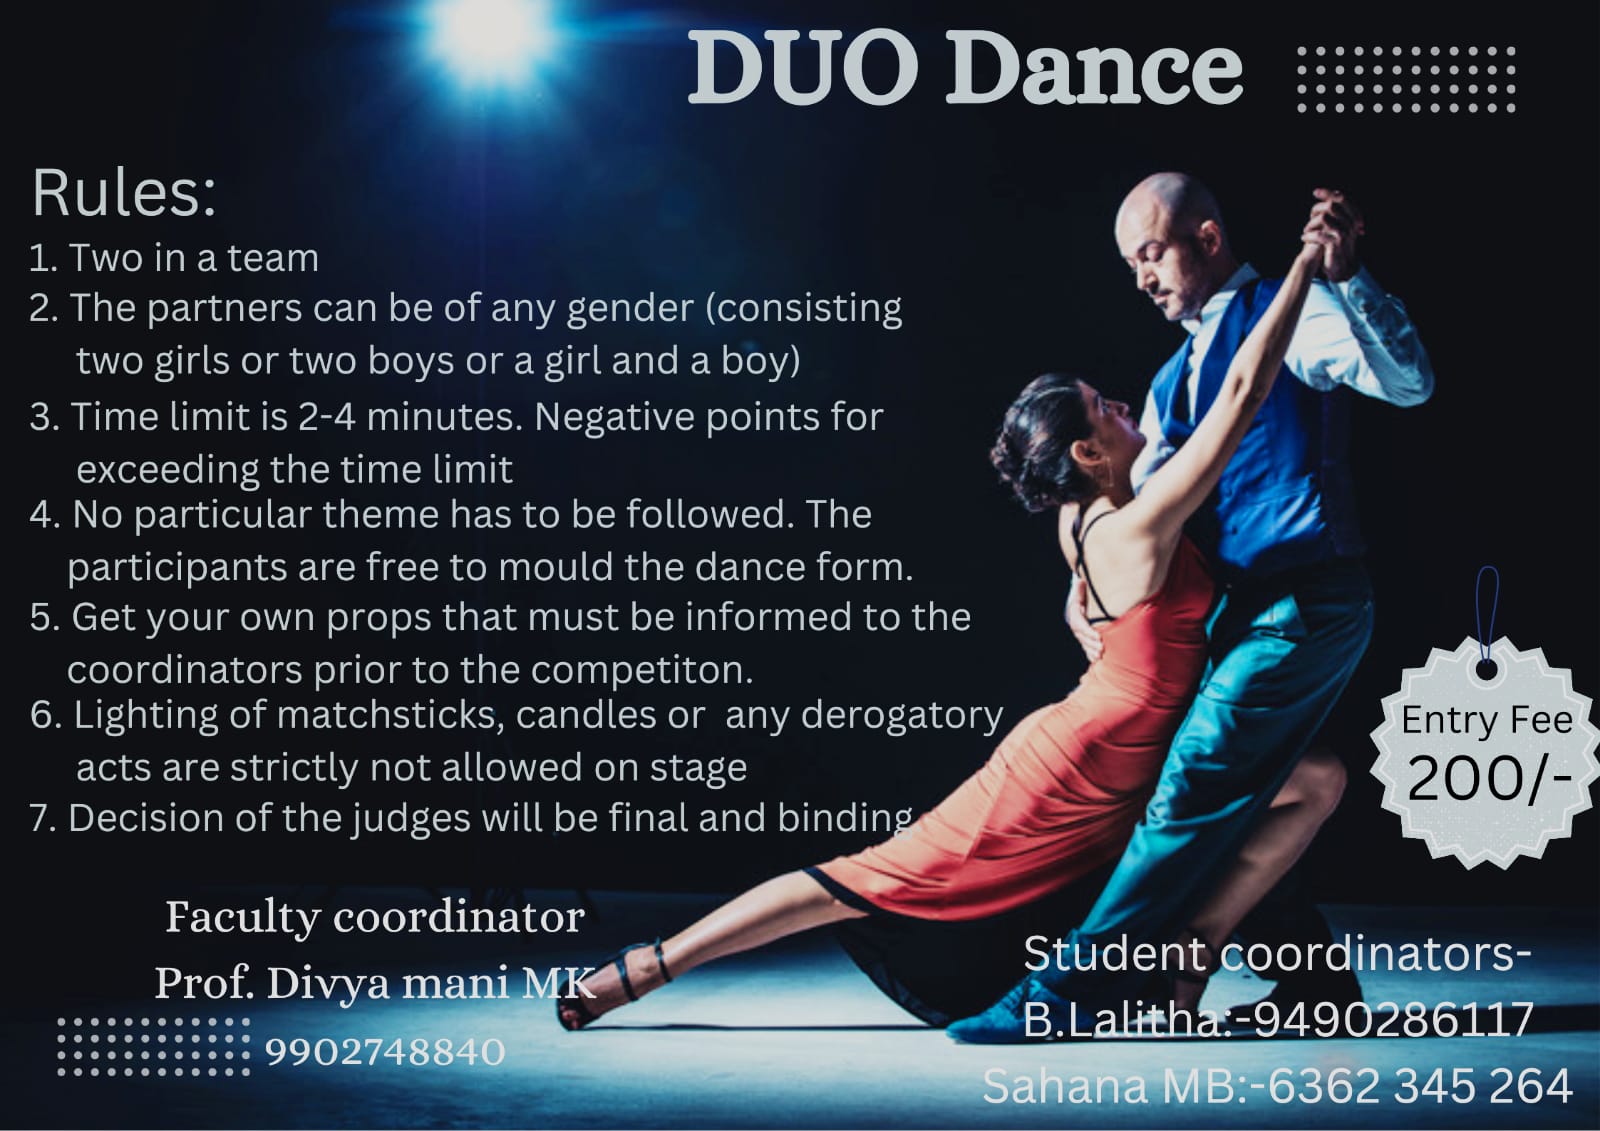 DUO Dance
Rules:
1. Two in a team
2. The partners can be of any gender (consisting
two girls or two boys or a girl and a boy)
3. Time limit is 2-4 minutes. Negative points for
exceeding the time limit
4. No particular theme has to be followed. The
participants are free to mould the dance form.
5. Get your own props that must be informed to the
coordinators prior to the competiton.
6. Lighting of matchsticks, candles or any derogatory
acts are strictly not allowed on stage
7. Decision of the judges will be final and binding
Entry Fee
200/-
Faculty coordinator
Prof. Divya mani MK
9902748840
Student coordinators-
B.Lalitha:-9490286117
Sahana MB:-6362 345 264